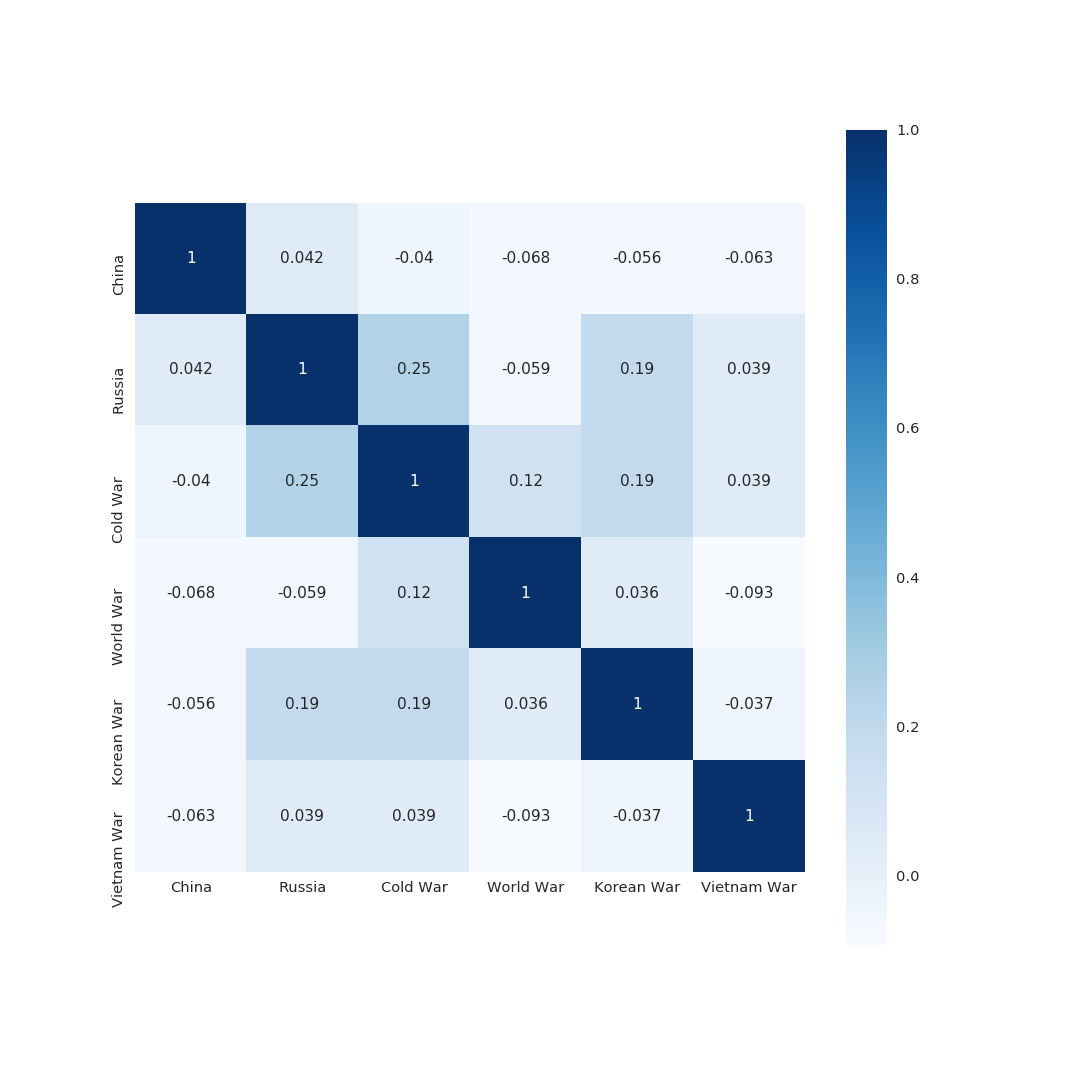 1.0
China 1 0.042 -0.04 -0.068 -0.056 -0.063
0.8
Russia 0.042 1 0.25 -0.059 0.19 0.039
0.6
Cold War -0.04 0.25 1 0.12 0.19 0.039
World War -0.068 -0.059 0.12 1 0.036 -0.093
0.4
Korean War -0.056 0.19 0.19 0.036 1 -0.037
0.2
Vietnam War -0.063 0.039 0.039 -0.093 -0.037 1
0.0
China Russia Cold War World War Korean War Vietnam War